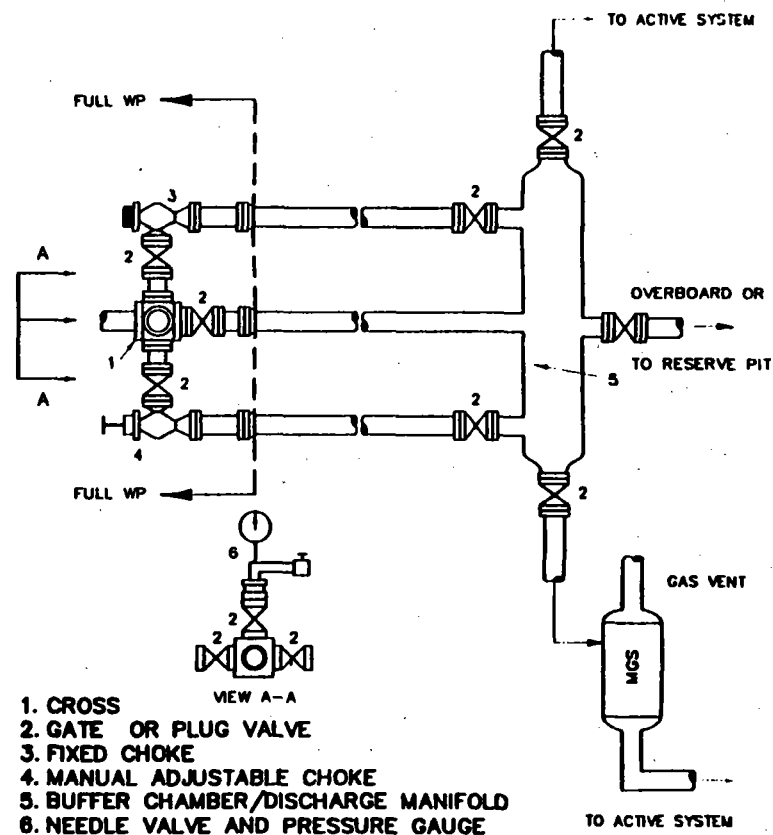 TO ACTIVE SYSTEM
FULL WP
2
3
2
2
A
2
OVERBOARD OR
1
TO RESERVE PIT
5
2
A
2
4
2
FULL WP
6
GAS VENT
2
2
2
MGS
VIEW A-A
1. CROSS
2. GATE OR PLUG VALVE
3. FIXED CHOKE
4. MANUAL ADJUSTABLE CHOKE
5. BUFFER CHAMBER/DISCHARGE MANIFOLD
6. NEEDLE VALVE AND PRESSURE GAUGE
TO ACTIVE SYSTEM